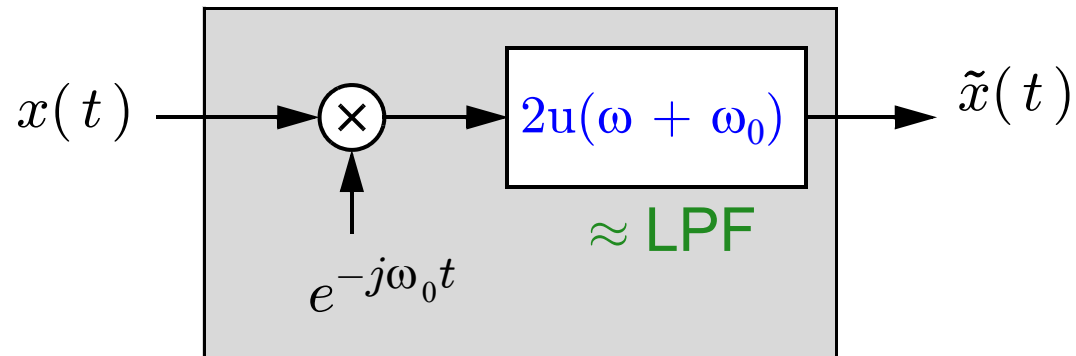 x(t)
×
2u(ω + ω₀)
x̃(t)
≈ LPF
e^{-jω₀t}